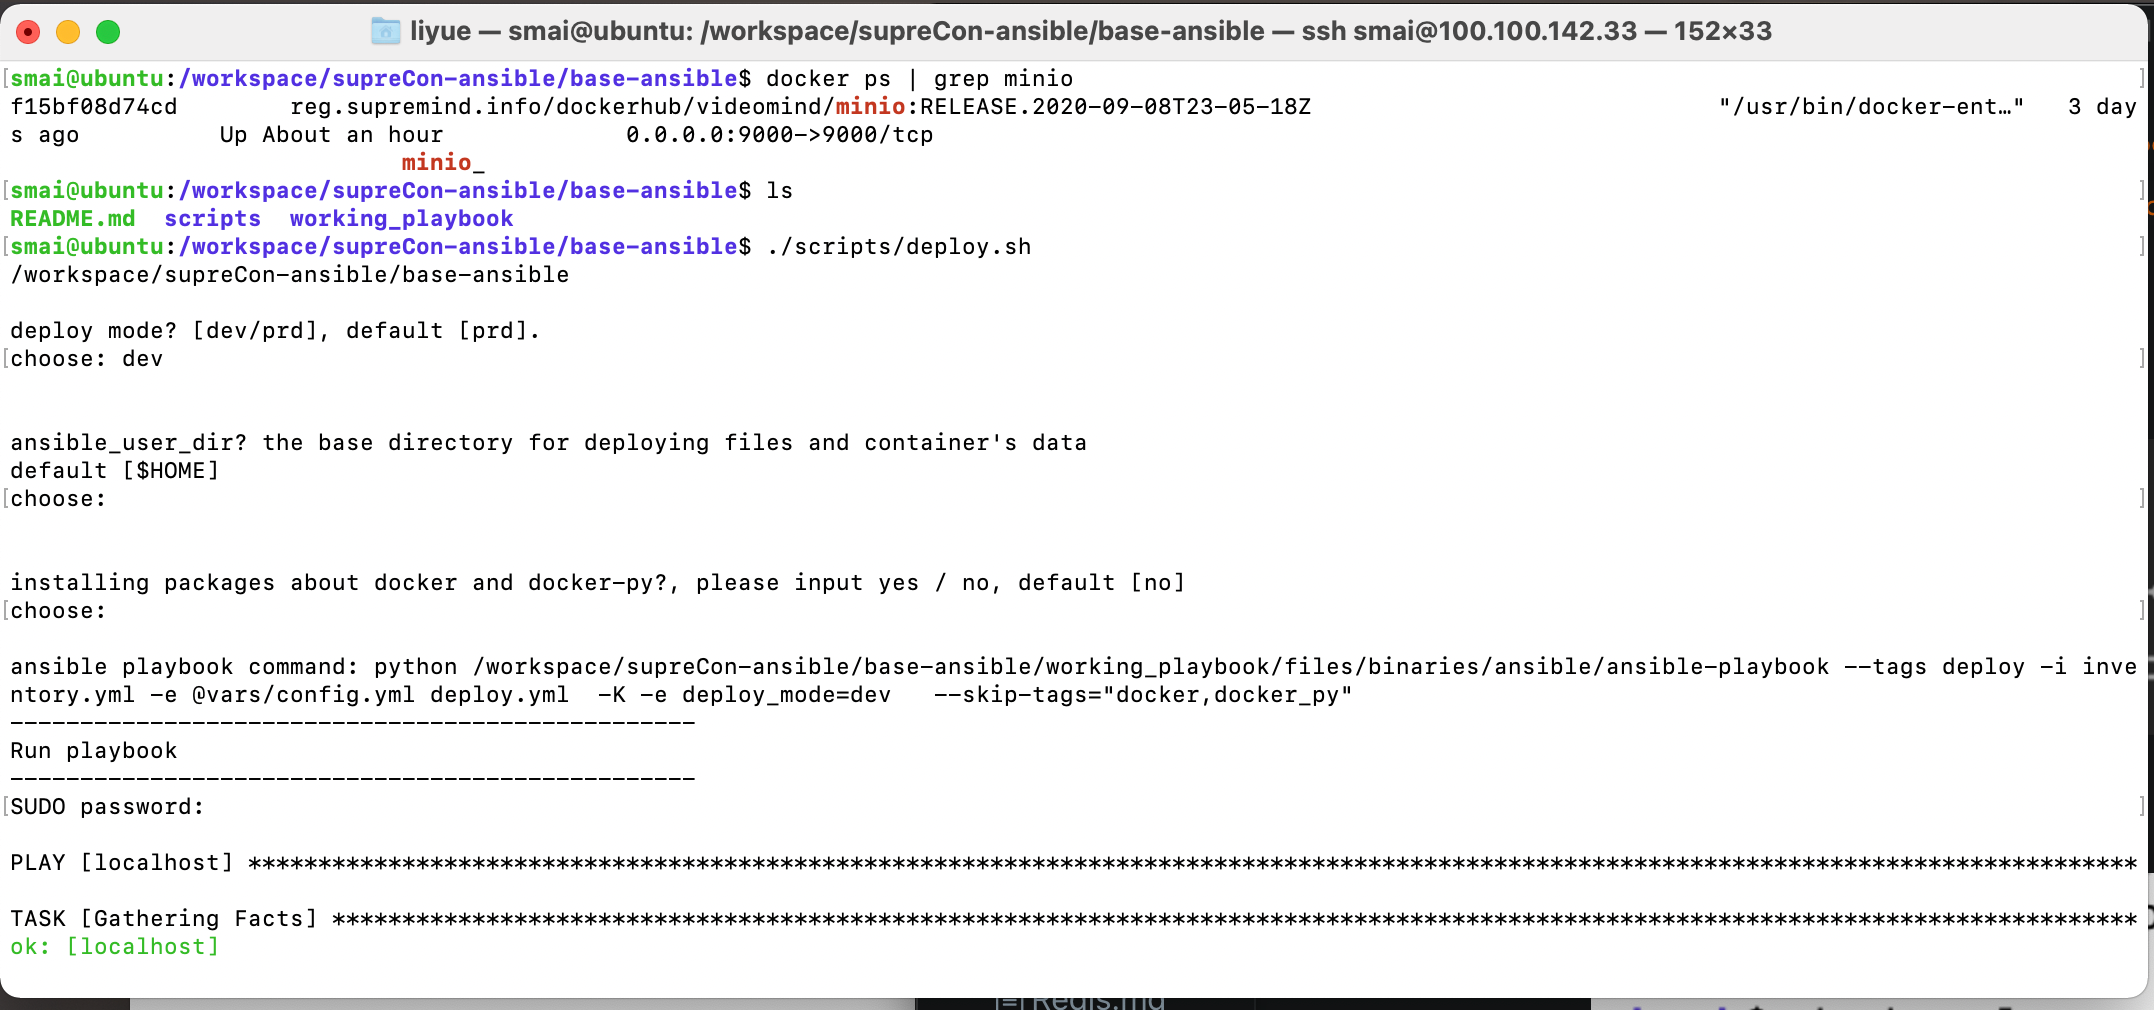 liyue — smai@ubuntu: /workspace/supreCon-ansible/base-ansible — ssh smai@100.100.142.33 — 152×33
[smai@ubuntu:/workspace/supreCon-ansible/base-ansible$ docker ps | grep minio ]
f15bf08d74cd        reg.supremind.info/dockerhub/videomind/minio:RELEASE.2020-09-08T23-05-18Z                             "/usr/bin/docker-ent…"   3 day
s ago          Up About an hour             0.0.0.0:9000->9000/tcp
minio_
[smai@ubuntu:/workspace/supreCon-ansible/base-ansible$ ls ]
README.md  scripts  working_playbook
[smai@ubuntu:/workspace/supreCon-ansible/base-ansible$ ./scripts/deploy.sh ]
/workspace/supreCon-ansible/base-ansible
deploy mode? [dev/prd], default [prd].
[choose: dev ]
ansible_user_dir? the base directory for deploying files and container's data
default [$HOME]
[choose: ]
installing packages about docker and docker-py?, please input yes / no, default [no]
[choose: ]
ansible playbook command: python /workspace/supreCon-ansible/base-ansible/working_playbook/files/binaries/ansible/ansible-playbook --tags deploy -i inve
ntory.yml -e @vars/config.yml deploy.yml  -K -e deploy_mode=dev   --skip-tags="docker,docker_py"
-------------------------------------------------
Run playbook
-------------------------------------------------
[SUDO password: ]
PLAY [localhost] ***************************************************************************************************************************************
TASK [Gathering Facts] *********************************************************************************************************************************
ok: [localhost]
Redis.md